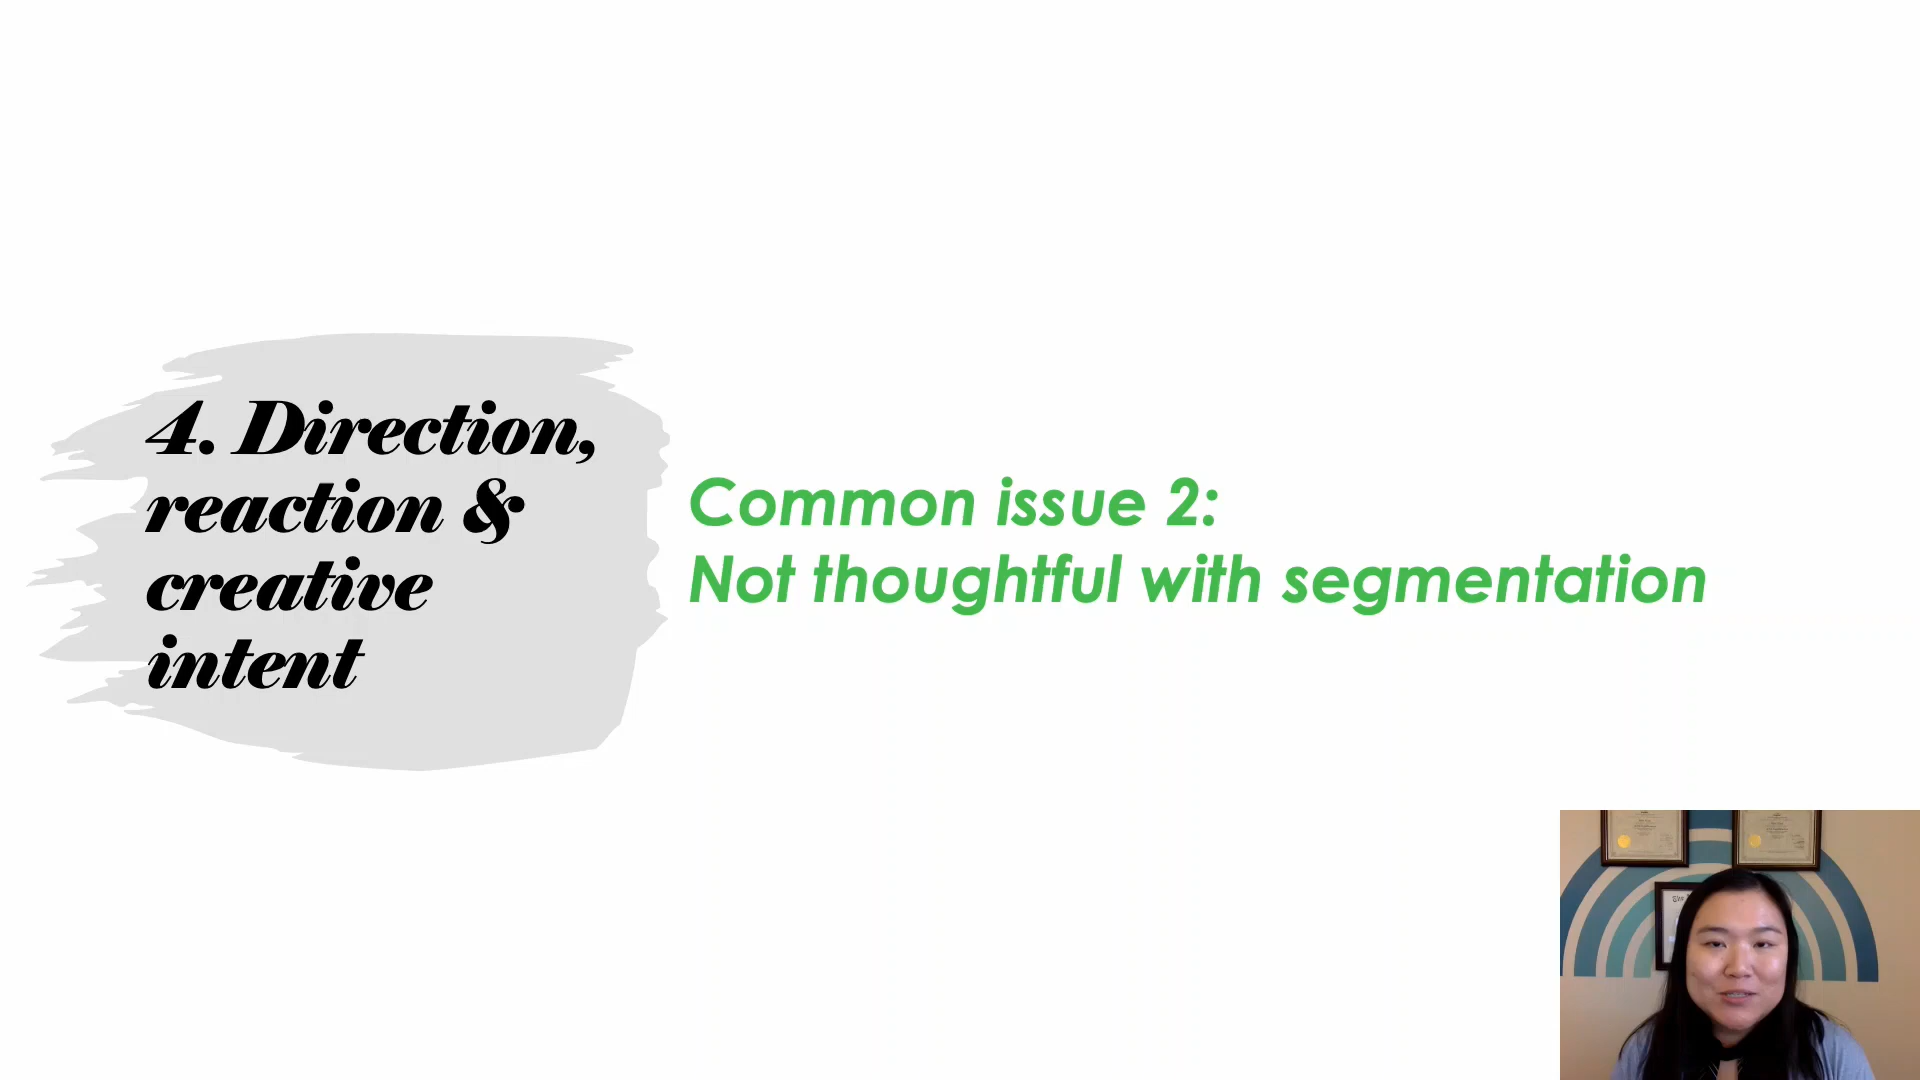 4. Direction,
reaction &
creative
intent
Common issue 2:
Not thoughtful with segmentation